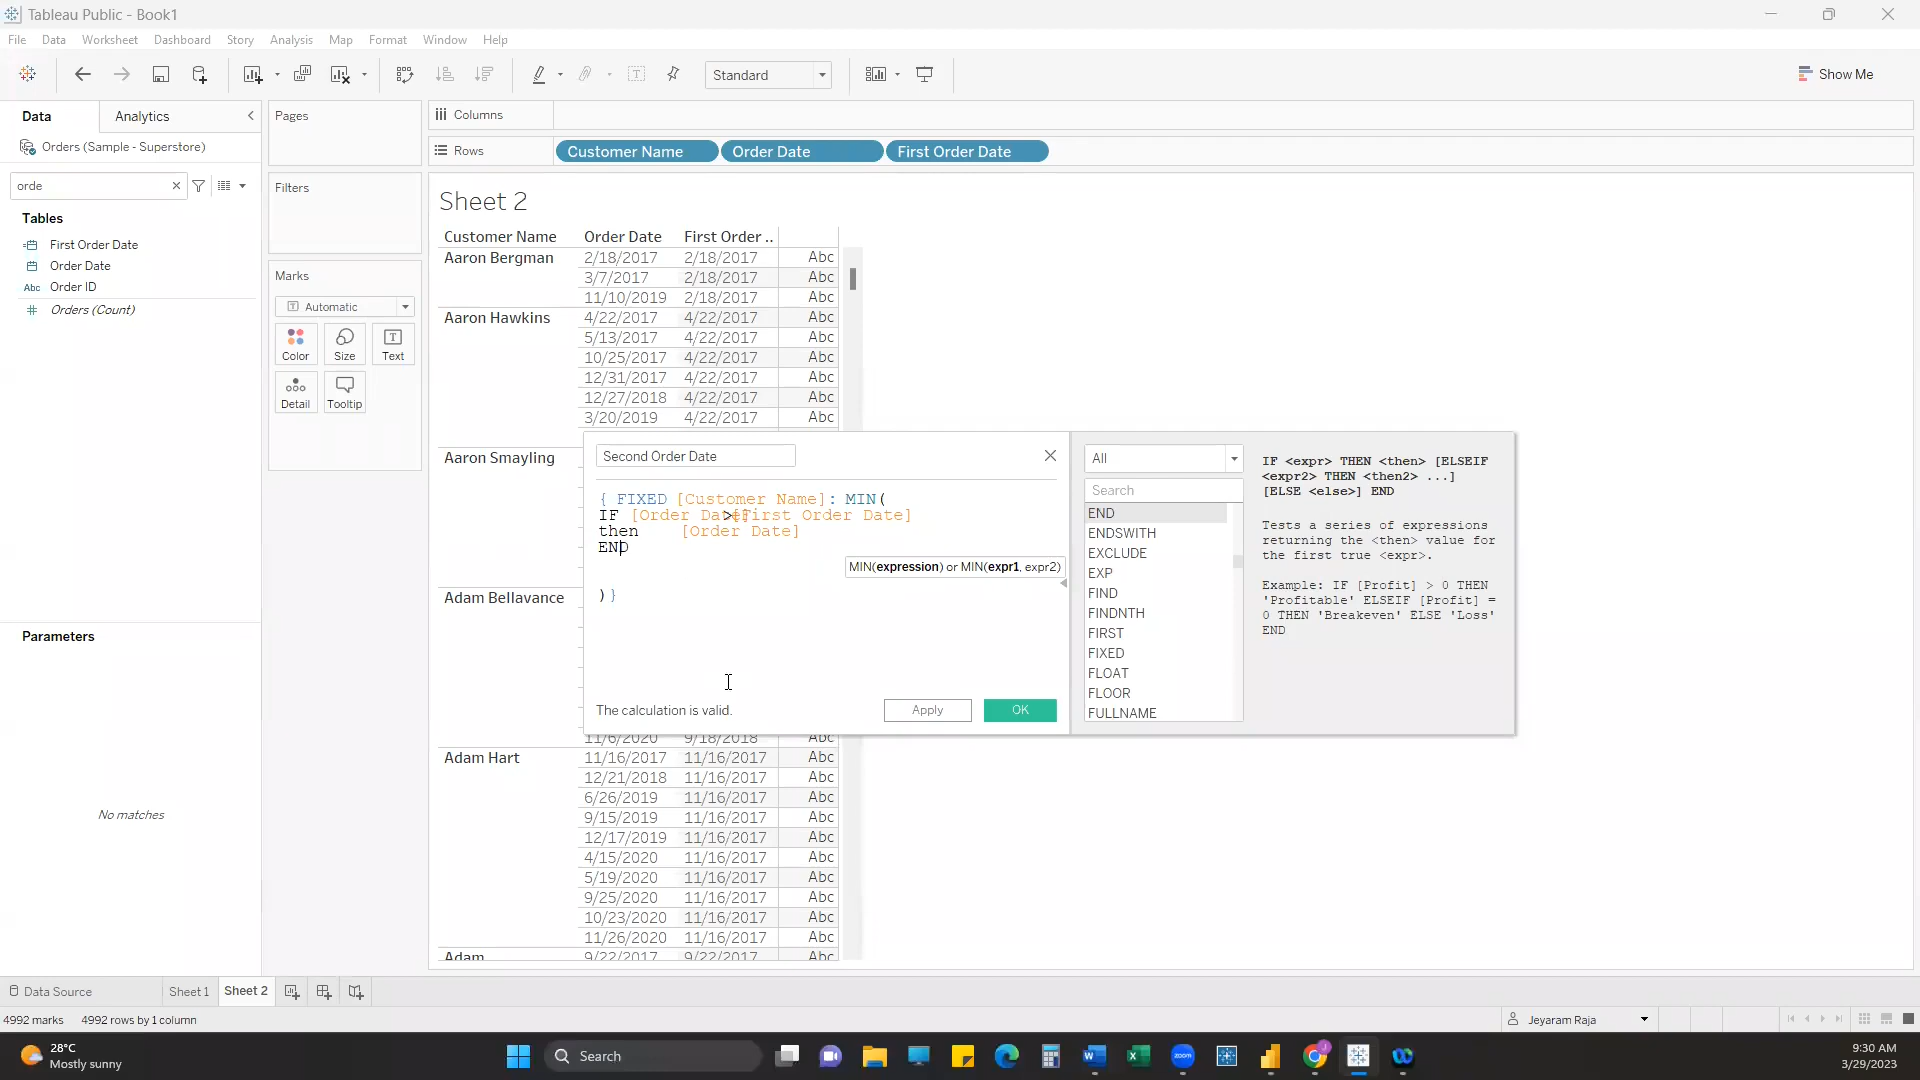 Tableau Public - Book1
File Data Worksheet Dashboard Story Analysis Map Format Window Help
Standard
Show Me
Data Analytics
Orders (Sample - Superstore)
orde
Tables
First Order Date
Order Date
Abc Order ID
Orders (Count)
Parameters
No matches
Pages
Filters
Marks
Automatic
Color Size Text
Detail Tooltip
Columns
Rows Customer Name Order Date First Order Date
Sheet 2
Customer Name Order Date First Order ..
Aaron Bergman 2/18/2017 2/18/2017 Abc
3/7/2017 2/18/2017 Abc
11/10/2019 2/18/2017 Abc
Aaron Hawkins 4/22/2017 4/22/2017 Abc
5/13/2017 4/22/2017 Abc
10/25/2017 4/22/2017 Abc
12/31/2017 4/22/2017 Abc
12/27/2018 4/22/2017 Abc
3/20/2019 4/22/2017 Abc
Aaron Smayling
Adam Bellavance
11/6/2020 9/18/2018 Abc
Adam Hart 11/16/2017 11/16/2017 Abc
12/21/2018 11/16/2017 Abc
6/26/2019 11/16/2017 Abc
9/15/2019 11/16/2017 Abc
12/17/2019 11/16/2017 Abc
4/15/2020 11/16/2017 Abc
5/19/2020 11/16/2017 Abc
9/25/2020 11/16/2017 Abc
10/23/2020 11/16/2017 Abc
11/26/2020 11/16/2017 Abc
Adam 9/22/2017 9/22/2017 Abc
Second Order Date
{ FIXED [Customer Name]: MIN(
IF [Order Date]>[First Order Date]
then [Order Date]
END
MIN(expression) or MIN(expr1, expr2)
)}
The calculation is valid.
Apply
OK
All
Search
END
ENDSWITH
EXCLUDE
EXP
FIND
FINDNTH
FIRST
FIXED
FLOAT
FLOOR
FULLNAME
IF <expr> THEN <then> [ELSEIF
<expr2> THEN <then2> ...]
[ELSE <else>] END
Tests a series of expressions
returning the <then> value for
the first true <expr>.
Example: IF [Profit] > 0 THEN
'Profitable' ELSEIF [Profit] =
0 THEN 'Breakeven' ELSE 'Loss'
END
Data Source Sheet 1 Sheet 2
4992 marks 4992 rows by 1 column
Jeyaram Raja
28°C
Mostly sunny
Search
9:30 AM
3/29/2023